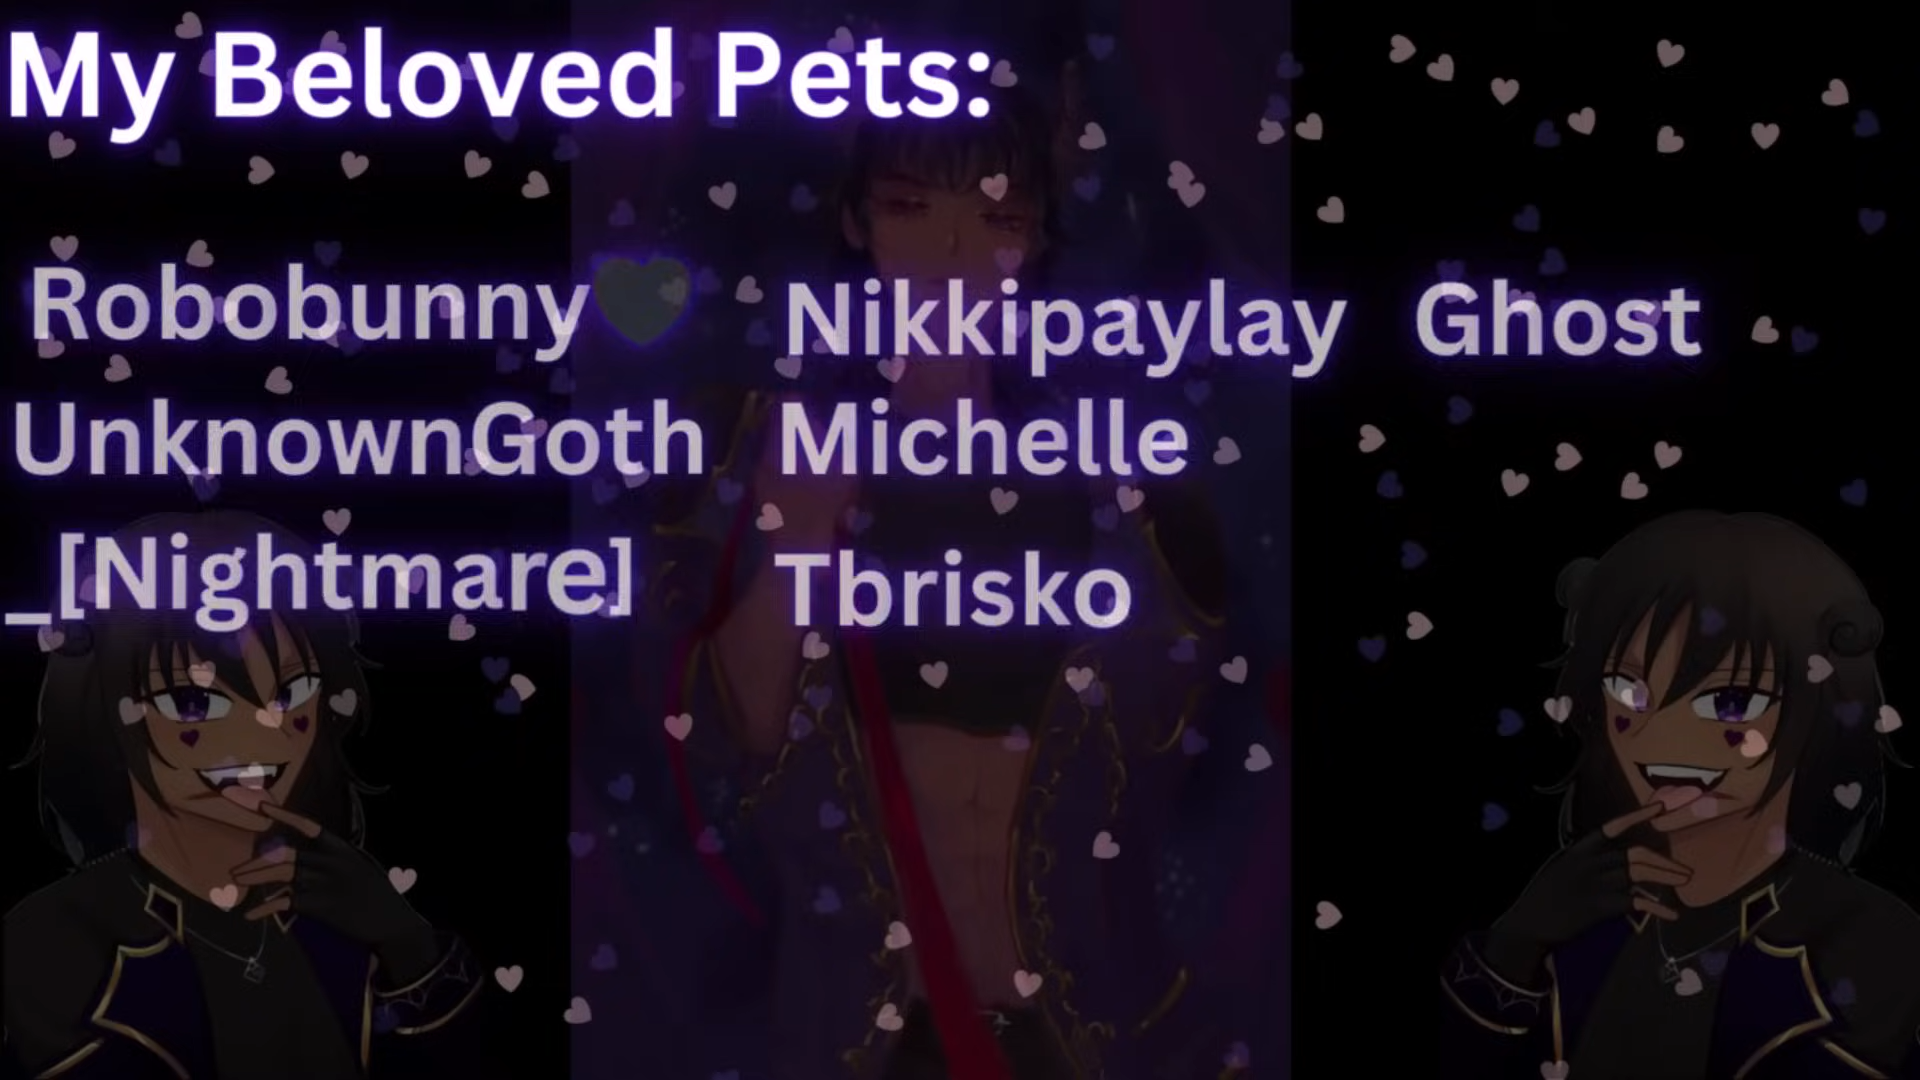 My Beloved Pets:
Robobunny🖤 Nikkipaylay Ghost
UnknownGoth Michelle
_[Nightmare] Tbrisko